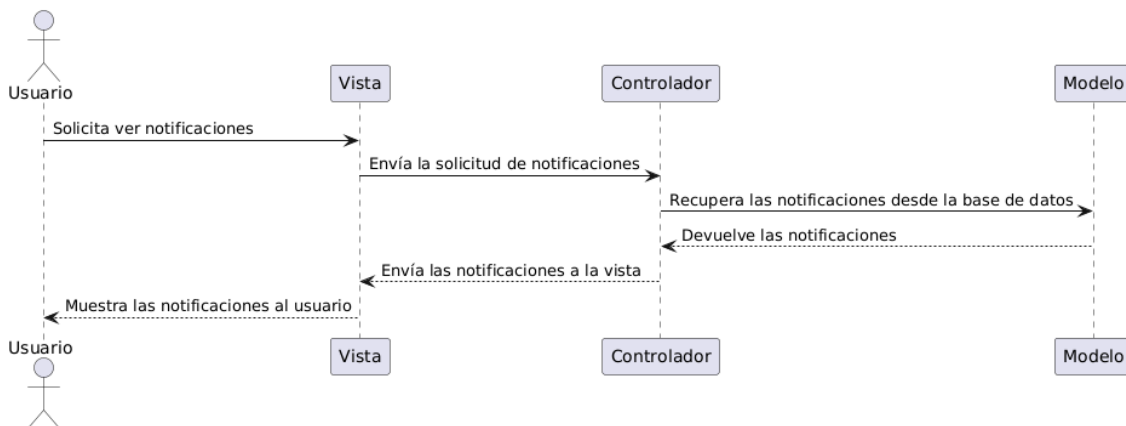 Usuario
Vista
Controlador
Modelo
Solicita ver notificaciones
Envía la solicitud de notificaciones
Recupera las notificaciones desde la base de datos
Devuelve las notificaciones
Envía las notificaciones a la vista
Muestra las notificaciones al usuario
Usuario
Vista
Controlador
Modelo